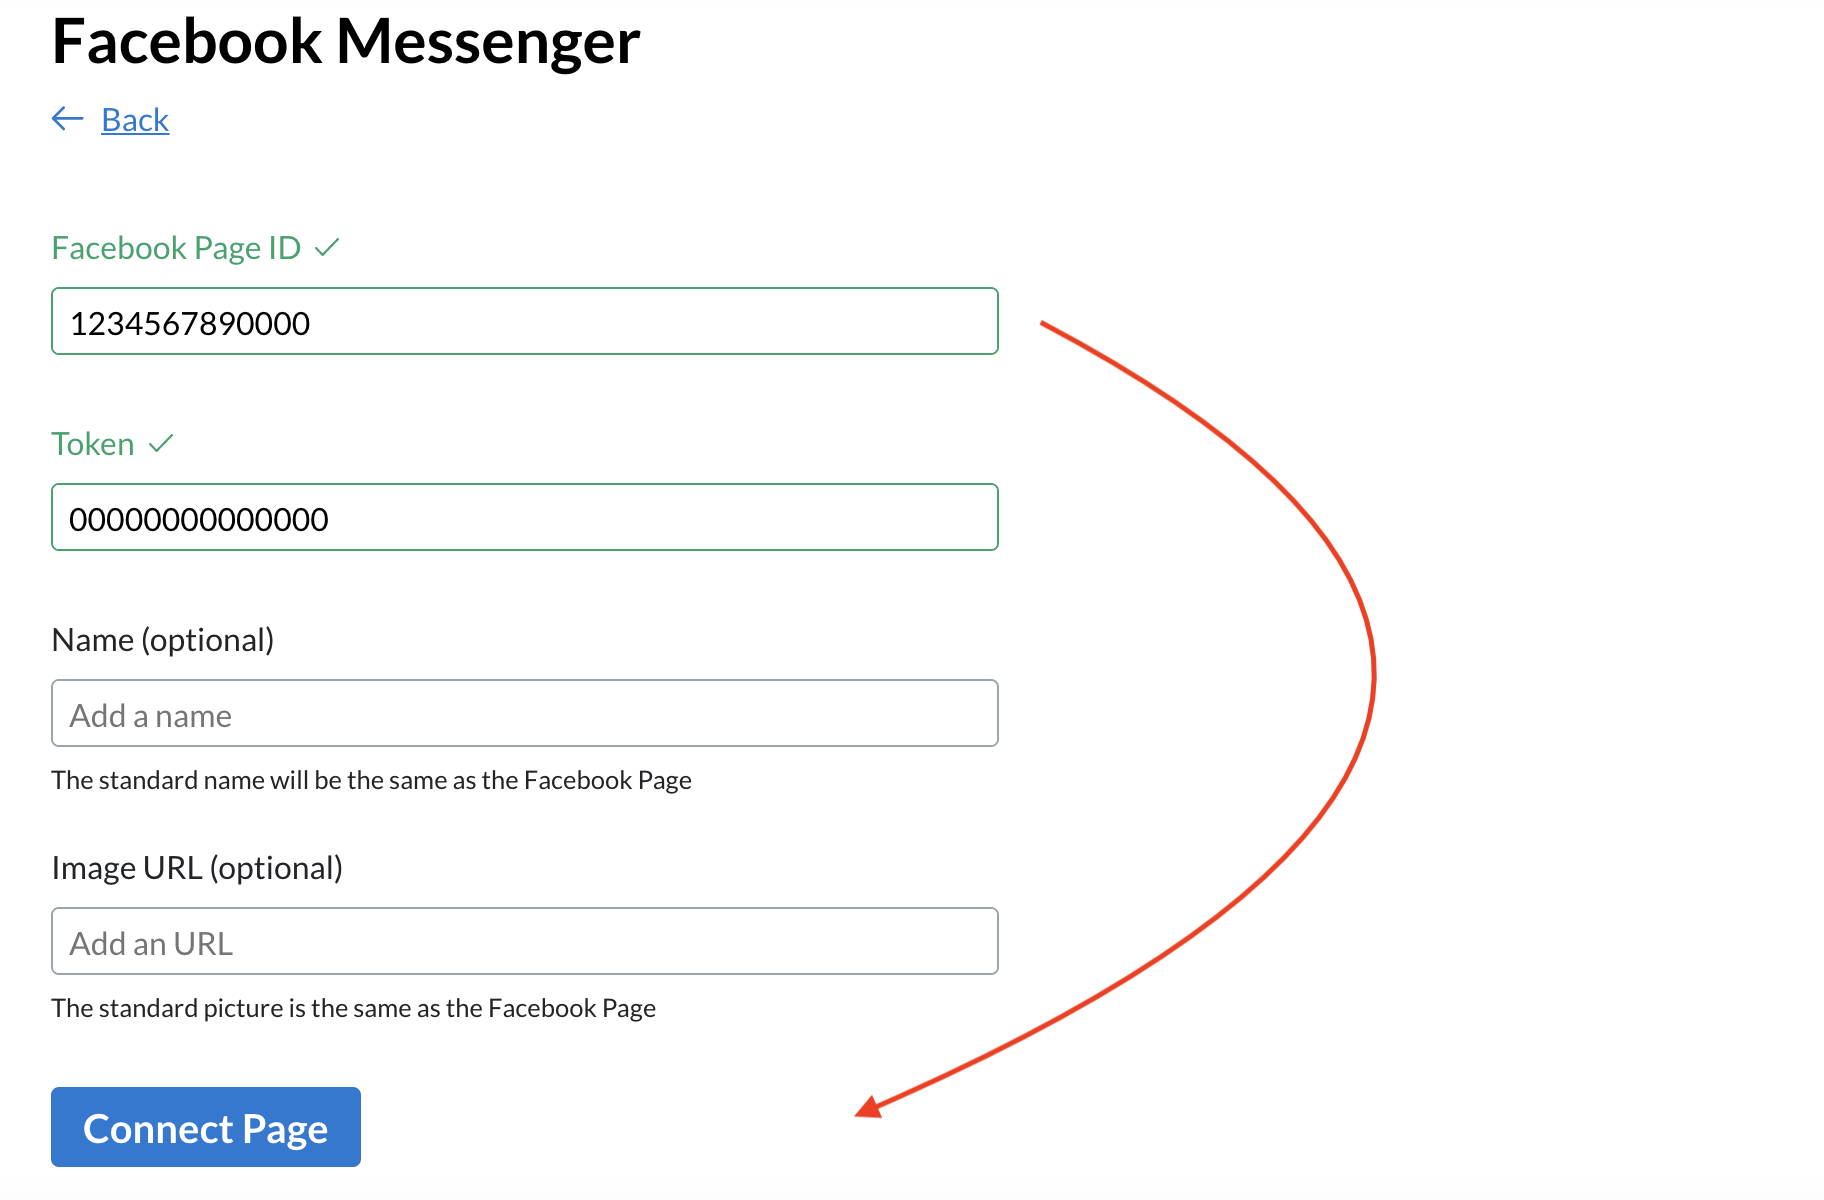 Facebook Messenger
Back
Facebook Page ID
1234567890000
Token
00000000000000
Name (optional)
Add a name
The standard name will be the same as the Facebook Page
Image URL (optional)
Add an URL
The standard picture is the same as the Facebook Page
Connect Page